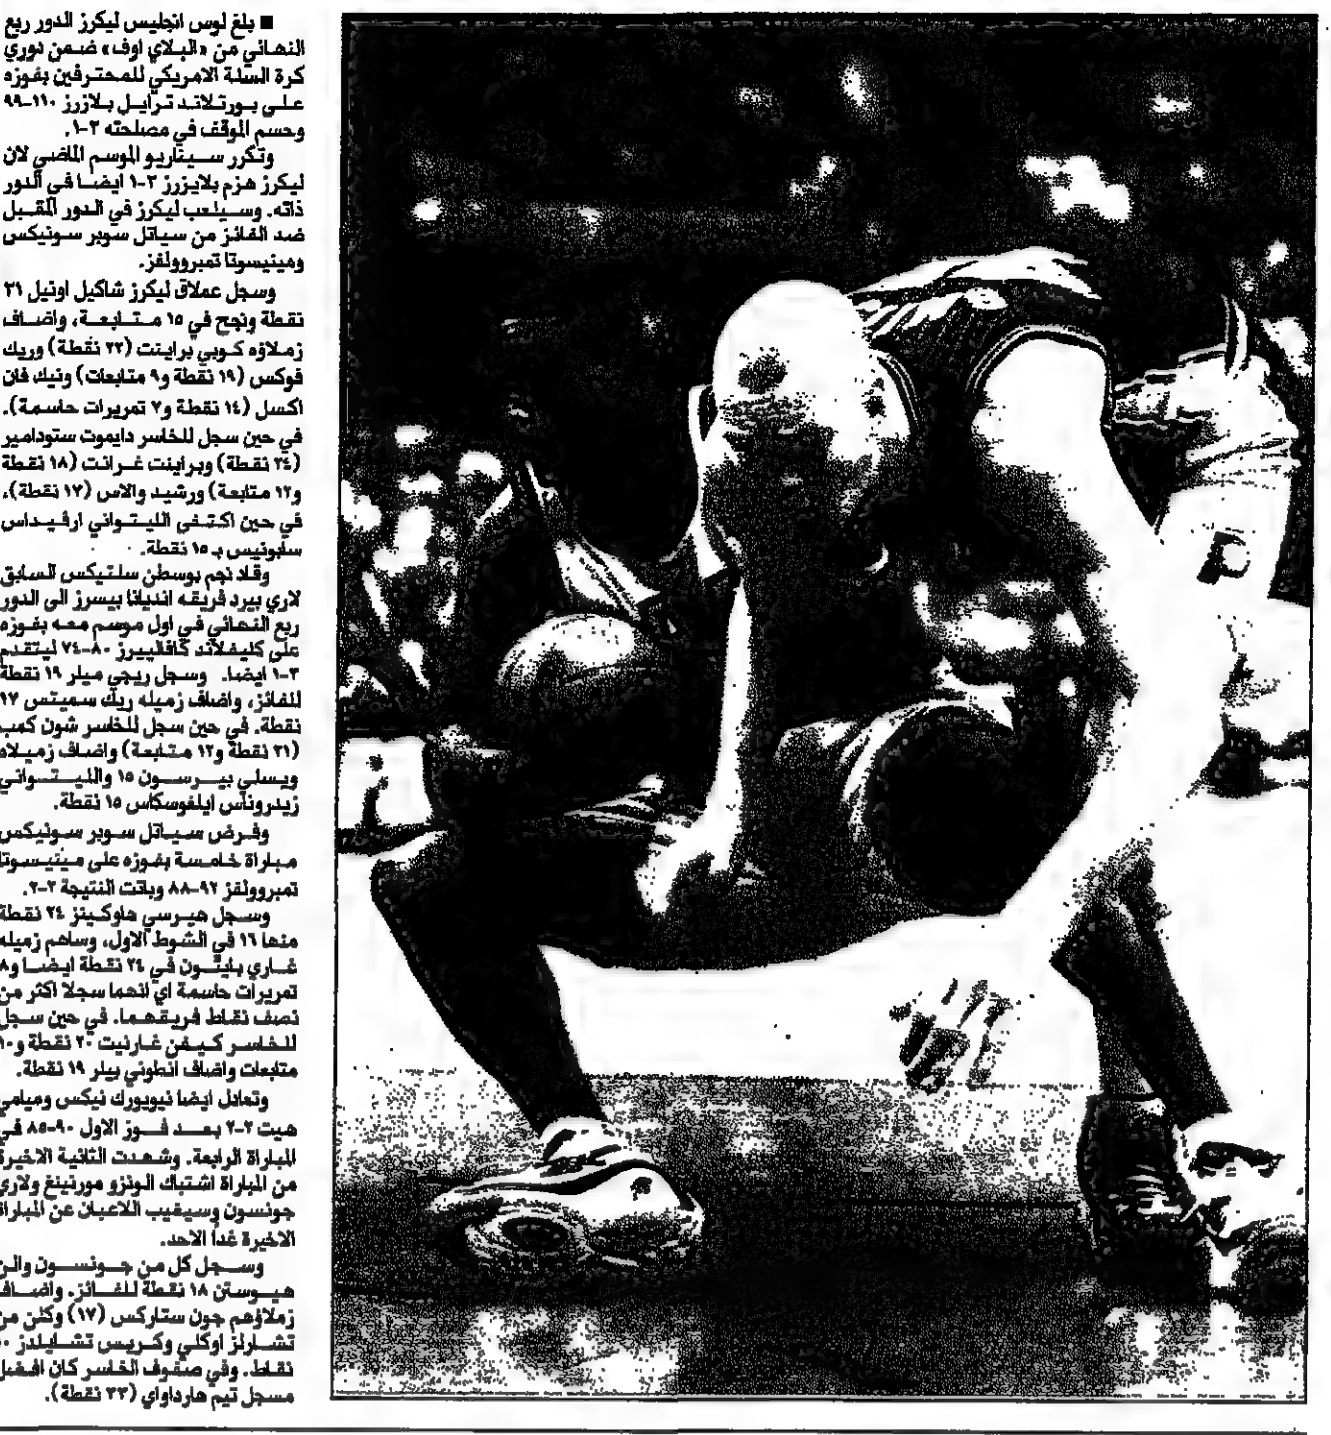 ■ بلغ لوس انجليس ليكرز الدور ربع
النهائي من «البلاي اوف» ضمن دوري
كرة السلة الامريكي للمحترفين بفوزه
على بورتلاند ترايل بلازرز ١١٠-٩٩
وحسم الموقف في مصلحته ٣-١.
وتكرر سيناريو الموسم الماضي لان
ليكرز هزم بلايزرز ٣-١ ايضا في الدور
ذاته. وسيلعب ليكرز في الدور المقبل
ضد الفائز من سياتل سوبر سونيكس
ومينيسوتا تمبروولفز.
وسجل عملاق ليكرز شاكيل اونيل ٣١
نقطة ونجح في ١٥ متابعة، واضاف
زملاؤه كوبي براينت (٢٢ نقطة) وريك
فوكس (١٩ نقطة و٩ متابعات) ونيك فان
اكسل (١٤ نقطة و٧ تمريرات حاسمة).
في حين سجل للخاسر دايموت ستودامير
(٢٤ نقطة) وبراينت غرانت (١٨ نقطة
و١٢ متابعة) ورشيد والاس (١٧ نقطة)،
في حين اكتفى الليتواني ارفيداس
سابونيس بـ ١٥ نقطة.
وقاد نجم بوسطن سلتيكس السابق
لاري بيرد فريقه انديانا بيسرز الى الدور
ربع النهائي في اول موسم معه بفوزه
على كليفلاند كافالييرز ٨٠-٧٤ ليتقدم
٣-١ ايضا. وسجل ريجي ميلر ١٩ نقطة
للفائز، واضاف زميله ريك سميتس ١٧
نقطة. في حين سجل للخاسر شون كمب
(٣١ نقطة و١٢ متابعة) واضاف زميلاه
ويسلي بيرسون ١٥ والليتواني
زيدروناس ايلغوسكاس ١٥ نقطة.
وفرض سياتل سوبر سونيكس
مباراة خامسة بفوزه على مينيسوتا
تمبروولفز ٩٢-٨٨ وباتت النتيجة ٢-٢.
وسجل هيرسي هاوكينز ٢٤ نقطة
منها ١٦ في الشوط الاول، وساهم زميله
غاري بايتون في ٢٤ نقطة ايضا و٨
تمريرات حاسمة اي انهما سجلا اكثر من
نصف نقاط فريقهما. في حين سجل
للخاسر كيفن غارنيت ٢٠ نقطة و١٠
متابعات واضاف انطوني بيلر ١٩ نقطة.
وتعادل ايضا نيويورك نيكس وميامي
هيت ٢-٢ بعد فوز الاول ٩٠-٨٥ في
المباراة الرابعة. وشهدت الثانية الاخيرة
من المباراة اشتباك الونزو مورنينغ ولاري
جونسون وسيغيب اللاعبان عن المباراة
الاخيرة غداً الاحد.
وسجل كل من جونسون والن
هيوستن ١٨ نقطة للفائز. واضاف
زملاؤهم جون ستاركس (١٧) وكلن من
تشارلز اوكلي وكريس تشايلدز
نقاط. وفي صفوف الخاسر كان افضل
مسجل تيم هارداواي (٣٣ نقطة).